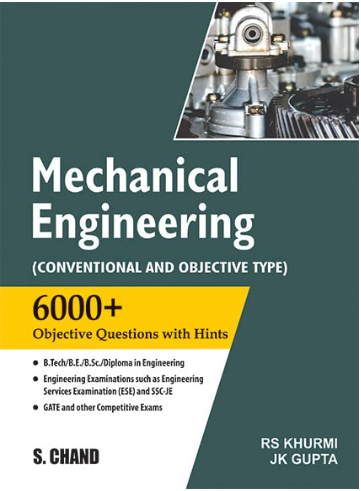 Mechanical
Engineering
(CONVENTIONAL AND OBJECTIVE TYPE)
6000+
Objective Questions with Hints
• B.Tech/B.E./B.Sc./Diploma in Engineering
• Engineering Examinations such as Engineering
Services Examination (ESE) and SSC-JE
• GATE and other Competitive Exams
RS KHURMI
JK GUPTA
S. CHAND